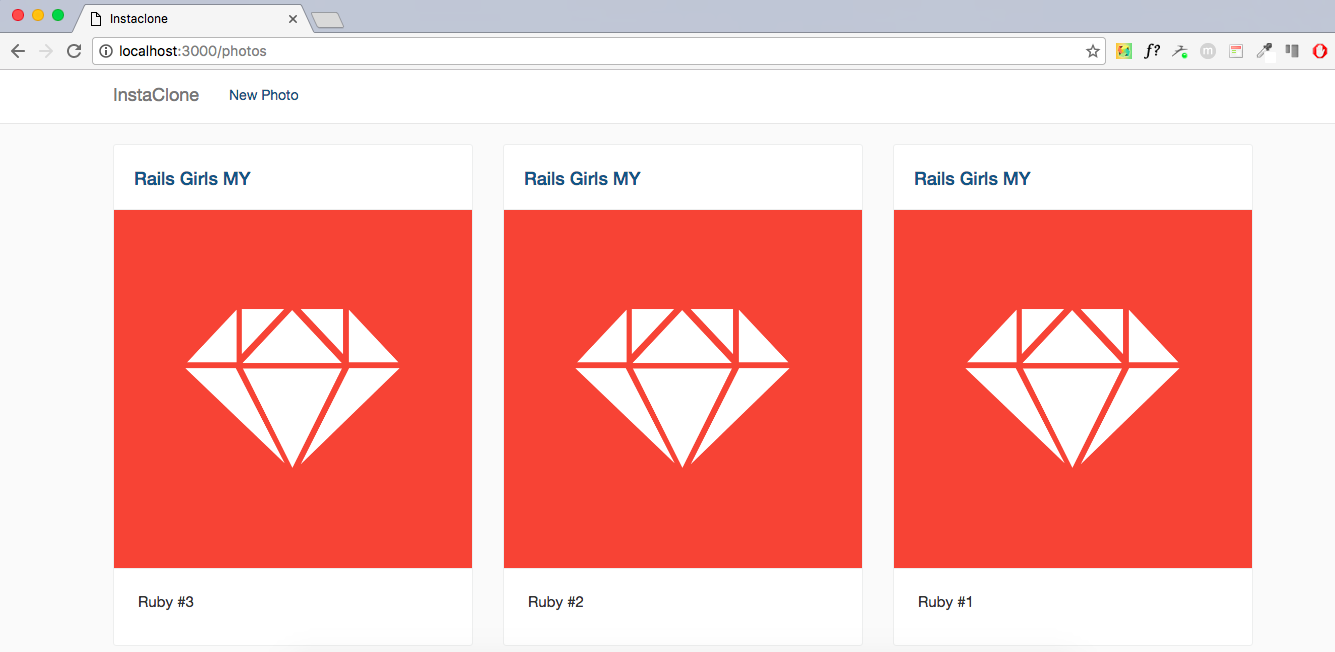 Instaclone
localhost:3000/photos
f?
m
InstaClone
New Photo
Rails Girls MY
Rails Girls MY
Rails Girls MY
Ruby #3
Ruby #2
Ruby #1